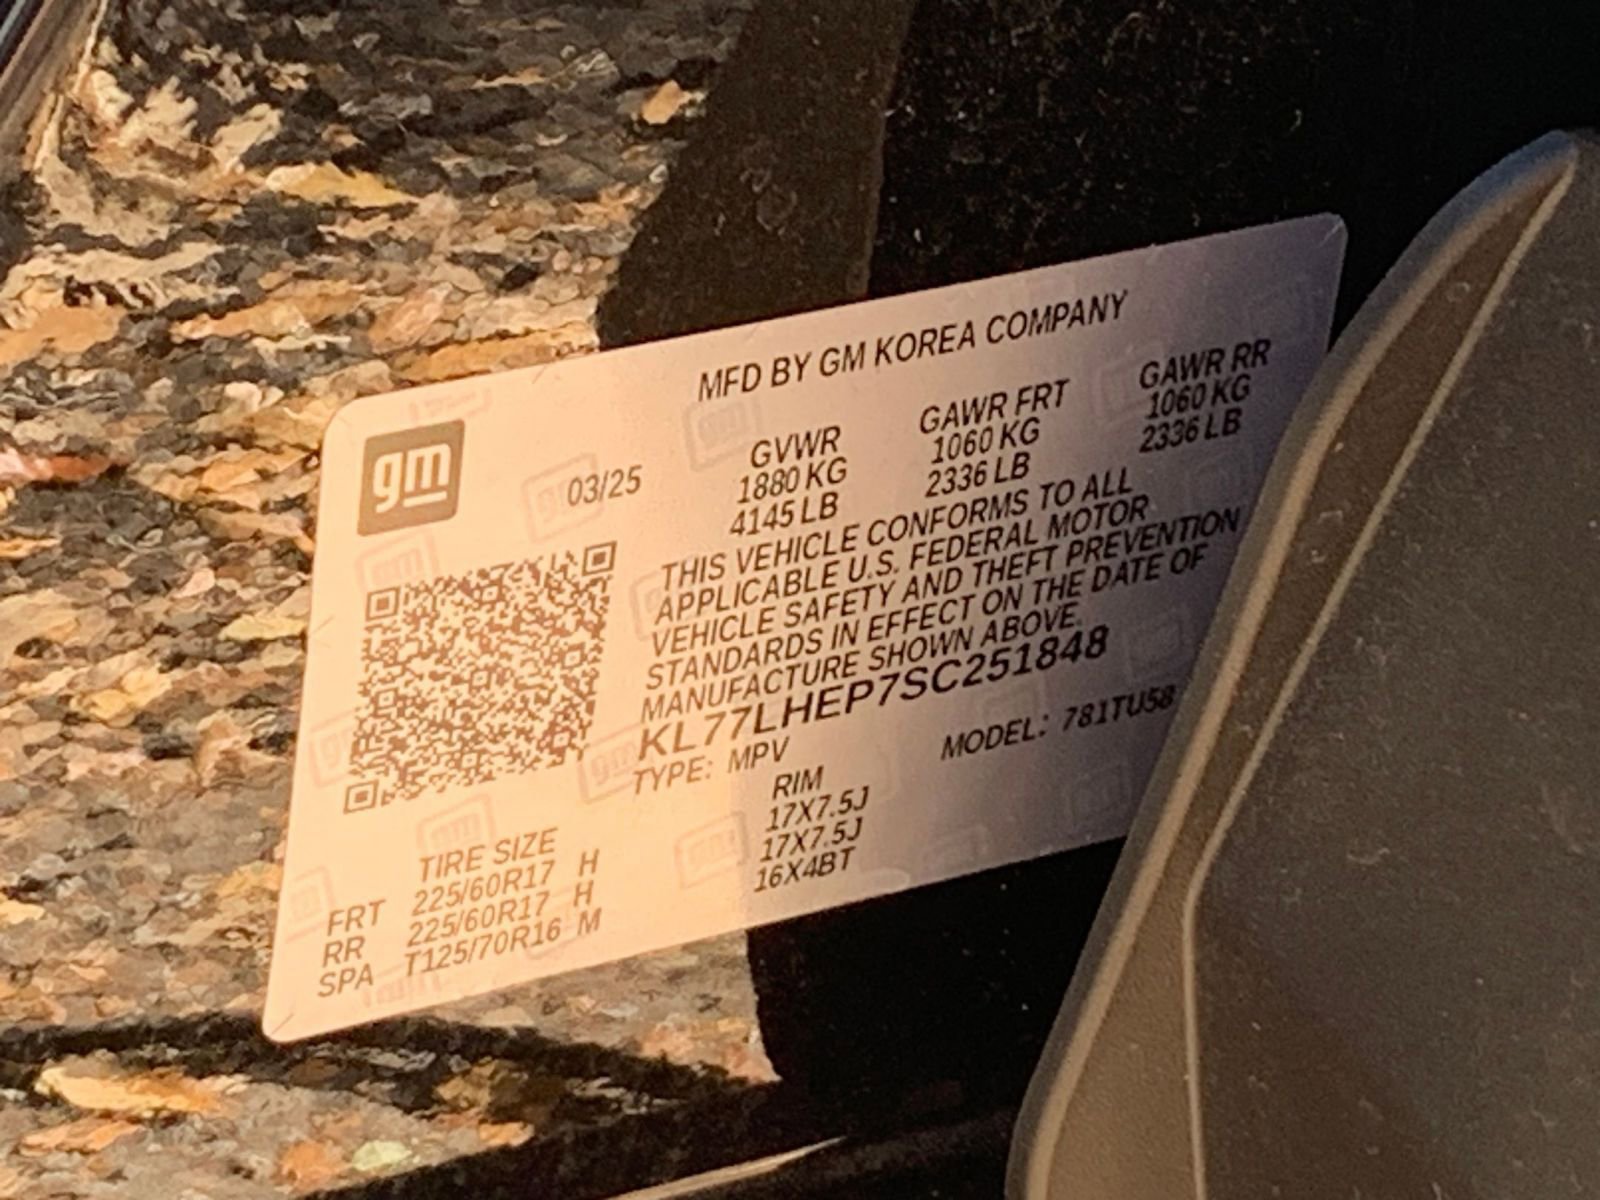 MFD BY GM KOREA COMPANY
gm
03/25
GVWR
1880 KG
4145 LB
GAWR FRT
1060 KG
2336 LB
GAWR RR
1060 KG
2336 LB
THIS VEHICLE CONFORMS TO ALL
APPLICABLE U.S. FEDERAL MOTOR
VEHICLE SAFETY AND THEFT PREVENTION
STANDARDS IN EFFECT ON THE DATE OF
MANUFACTURE SHOWN ABOVE.
KL77LHEP7SC251848
TYPE: MPV MODEL: 781TU58
TIRE SIZE RIM
FRT 225/60R17 H 17X7.5J
RR 225/60R17 H 17X7.5J
SPA T125/70R16 M 16X4BT